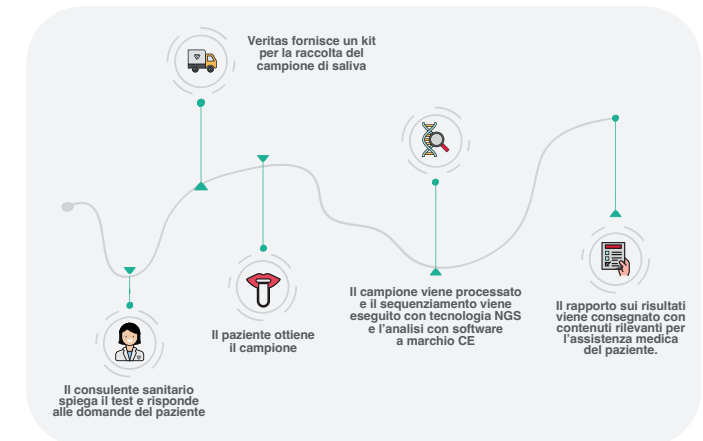 Veritas fornisce un kit
per la raccolta del
campione di saliva
Il consulente sanitario
spiega il test e risponde
alle domande del paziente
Il paziente ottiene
il campione
Il campione viene processato
e il sequenziamento viene
eseguito con tecnologia NGS
e l'analisi con software
a marchio CE
Il rapporto sui risultati
viene consegnato con
contenuti rilevanti per
l'assistenza medica
del paziente.